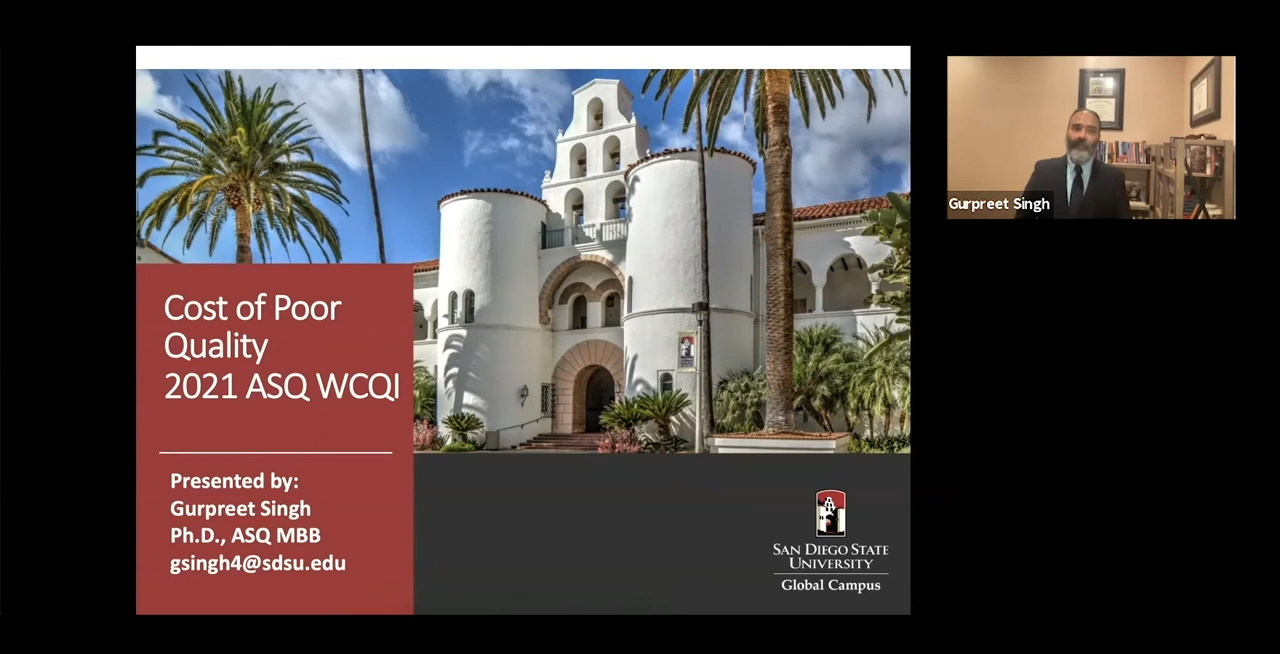 Cost of Poor
Quality
2021 ASQ WCQI
Presented by:
Gurpreet Singh
Ph.D., ASQ MBB
gsingh4@sdsu.edu
SAN DIEGO STATE
UNIVERSITY
Global Campus
Gurpreet Singh